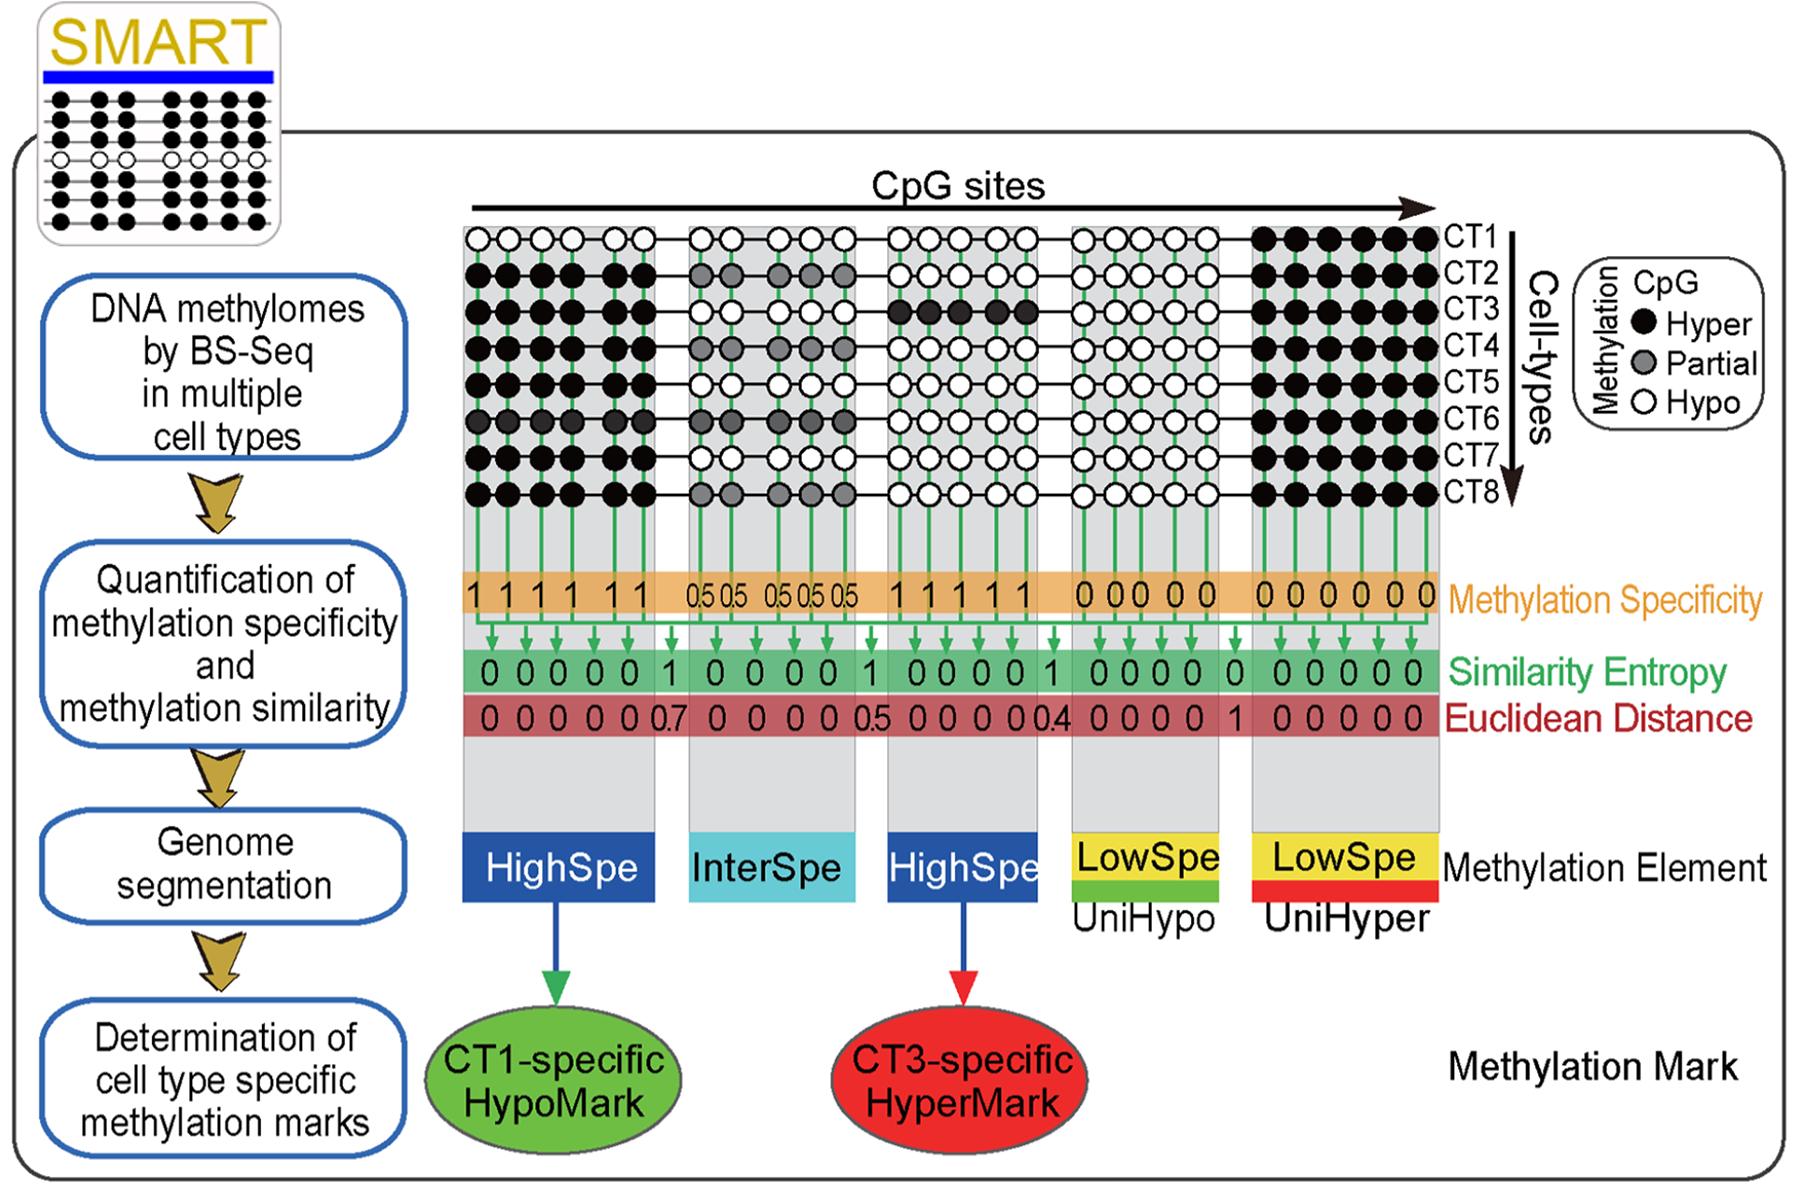 SMART
DNA methylomes
by BS-Seq
in multiple
cell types
Quantification of
methylation specificity
and
methylation similarity
Genome
segmentation
Determination of
cell type specific
methylation marks
CpG sites
CT1
CT2
CT3
CT4
CT5
CT6
CT7
CT8
Cell-types
Methylation
CpG
Hyper
Partial
Hypo
1 1 1 1 1 1 0.5 0.5 0.5 0.5 0.5 1 1 1 1 1 0 0 0 0 0 0 0 0 0 0 0 Methylation Specificity
0 0 0 0 0 1 0 0 0 0 1 0 0 0 0 1 0 0 0 0 0 0 0 0 0 0 Similarity Entropy
0 0 0 0 0 0.7 0 0 0 0 0.5 0 0 0 0 0.4 0 0 0 0 1 0 0 0 0 0 Euclidean Distance
HighSpe InterSpe HighSpe LowSpe LowSpe Methylation Element
UniHypo UniHyper
CT1-specific
HypoMark
CT3-specific
HyperMark
Methylation Mark